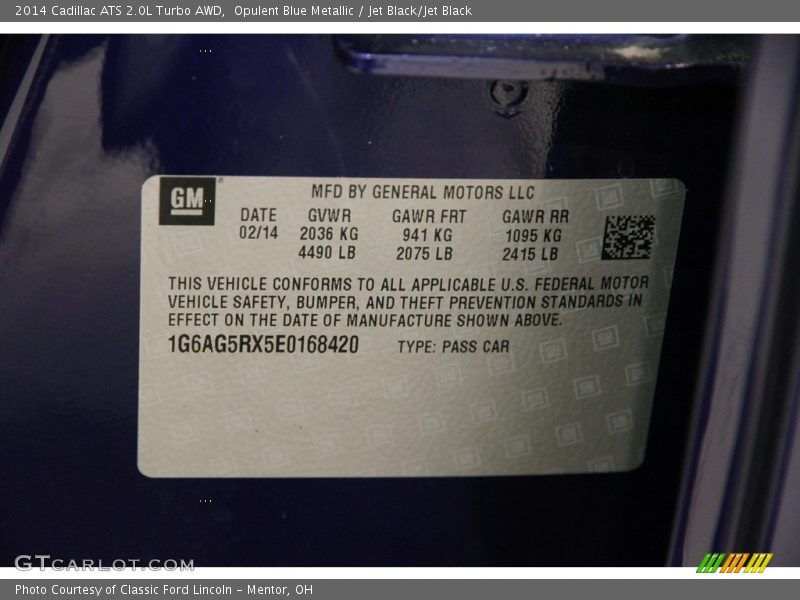 2014 Cadillac ATS 2.0L Turbo AWD, Opulent Blue Metallic / Jet Black/Jet Black
GM
MFD BY GENERAL MOTORS LLC
DATE GVWR GAWR FRT GAWR RR
02/14 2036 KG 941 KG 1095 KG
4490 LB 2075 LB 2415 LB
THIS VEHICLE CONFORMS TO ALL APPLICABLE U.S. FEDERAL MOTOR
VEHICLE SAFETY, BUMPER, AND THEFT PREVENTION STANDARDS IN
EFFECT ON THE DATE OF MANUFACTURE SHOWN ABOVE.
1G6AG5RX5E0168420 TYPE: PASS CAR
GTCARLOT.COM
Photo Courtesy of Classic Ford Lincoln - Mentor, OH